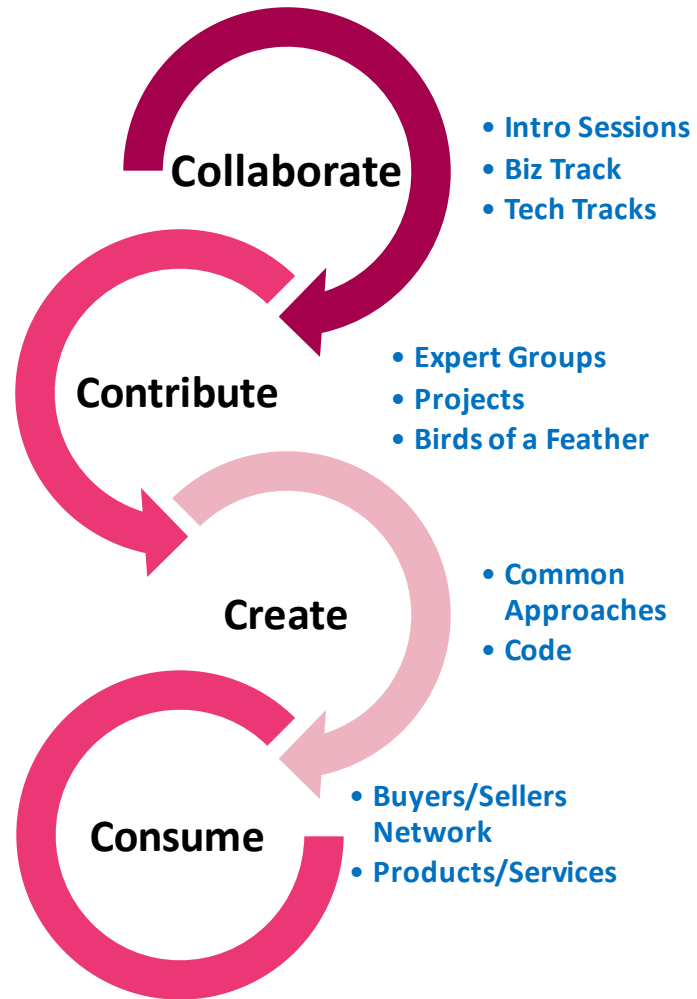 Collaborate
• Intro Sessions
• Biz Track
• Tech Tracks
Contribute
• Expert Groups
• Projects
• Birds of a Feather
Create
• Common
Approaches
• Code
Consume
• Buyers/Sellers
Network
• Products/Services